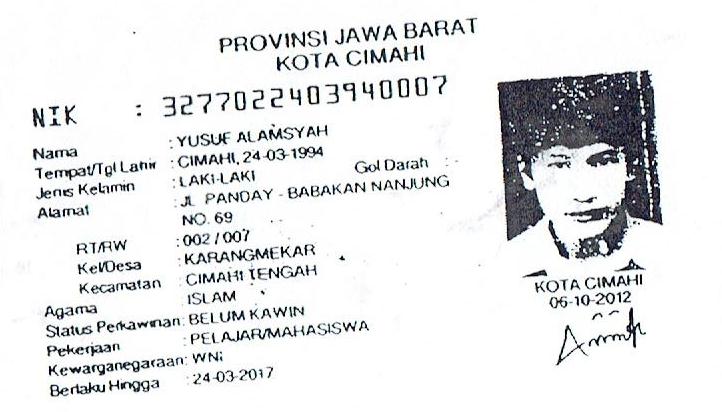 PROVINSI JAWA BARAT
KOTA CIMAHI
NIK : 3277022403940007
Nama : YUSUF ALAMSYAH
Tempat/Tgl Lahir : CIMAHI, 24-03-1994
Jenis Kelamin : LAKI-LAKI Gol Darah : -
Alamat : JL PANDAY - BABAKAN NANJUNG
NO. 69
RT/RW : 002 / 007
Kel/Desa : KARANGMEKAR
Kecamatan : CIMAHI TENGAH
Agama : ISLAM
Status Perkawinan: BELUM KAWIN
Pekerjaan : PELAJAR/MAHASISWA
Kewarganegaraan: WNI
Berlaku Hingga : 24-03-2017
KOTA CIMAHI
06-10-2012